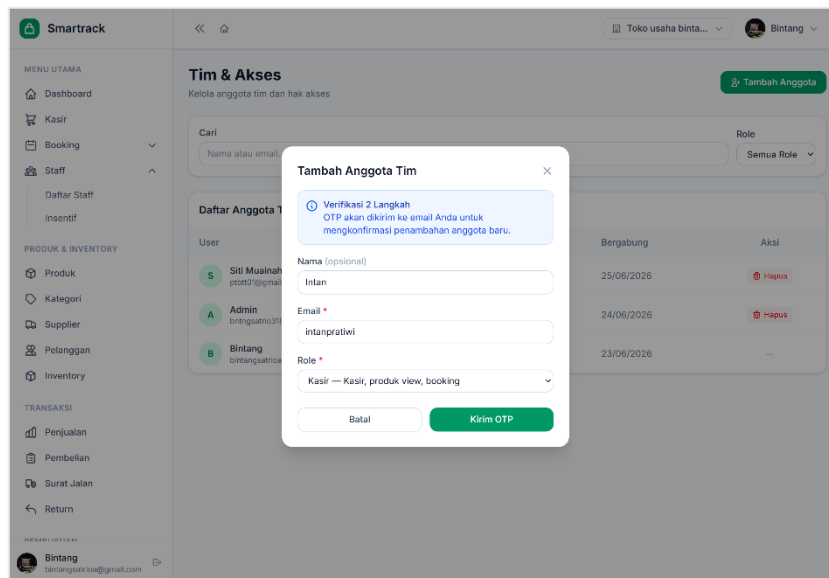 Smartrack
Toko usaha binta...
Bintang
MENU UTAMA
Dashboard
Kasir
Booking
Staff
Daftar Staff
Insentif
PRODUK & INVENTORY
Produk
Kategori
Supplier
Pelanggan
Inventory
TRANSAKSI
Penjualan
Pembelian
Surat Jalan
Return
Bintang
bintangsatrioa@gmail.com
Tim & Akses
Kelola anggota tim dan hak akses
Tambah Anggota
Cari
Role
Nama atau email.
Semua Role
Daftar Anggota T
User
Bergabung
Aksi
S
Siti Muainah
25/06/2026
Hapus
A
Admin
24/06/2026
Hapus
B
Bintang
bintangsatrioa
23/06/2026
—
Tambah Anggota Tim
Verifikasi 2 Langkah
OTP akan dikirim ke email Anda untuk
mengkonfirmasi penambahan anggota baru.
Nama (opsional)
Intan
Email *
intanpratiwi
Role *
Kasir — Kasir, produk view, booking
Batal
Kirim OTP